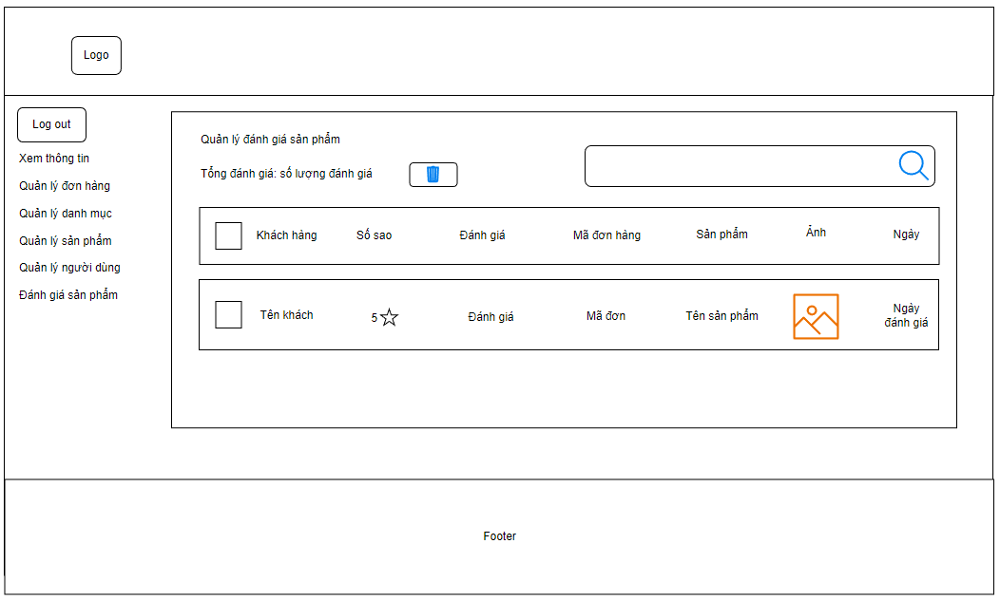 Logo
Log out
Xem thông tin
Quản lý đơn hàng
Quản lý danh mục
Quản lý sản phẩm
Quản lý người dùng
Đánh giá sản phẩm
Quản lý đánh giá sản phẩm
Tổng đánh giá: số lượng đánh giá
Khách hàng Số sao Đánh giá Mã đơn hàng Sản phẩm Ảnh Ngày
Tên khách 5 Đánh giá Mã đơn Tên sản phẩm Ngày
đánh giá
Footer